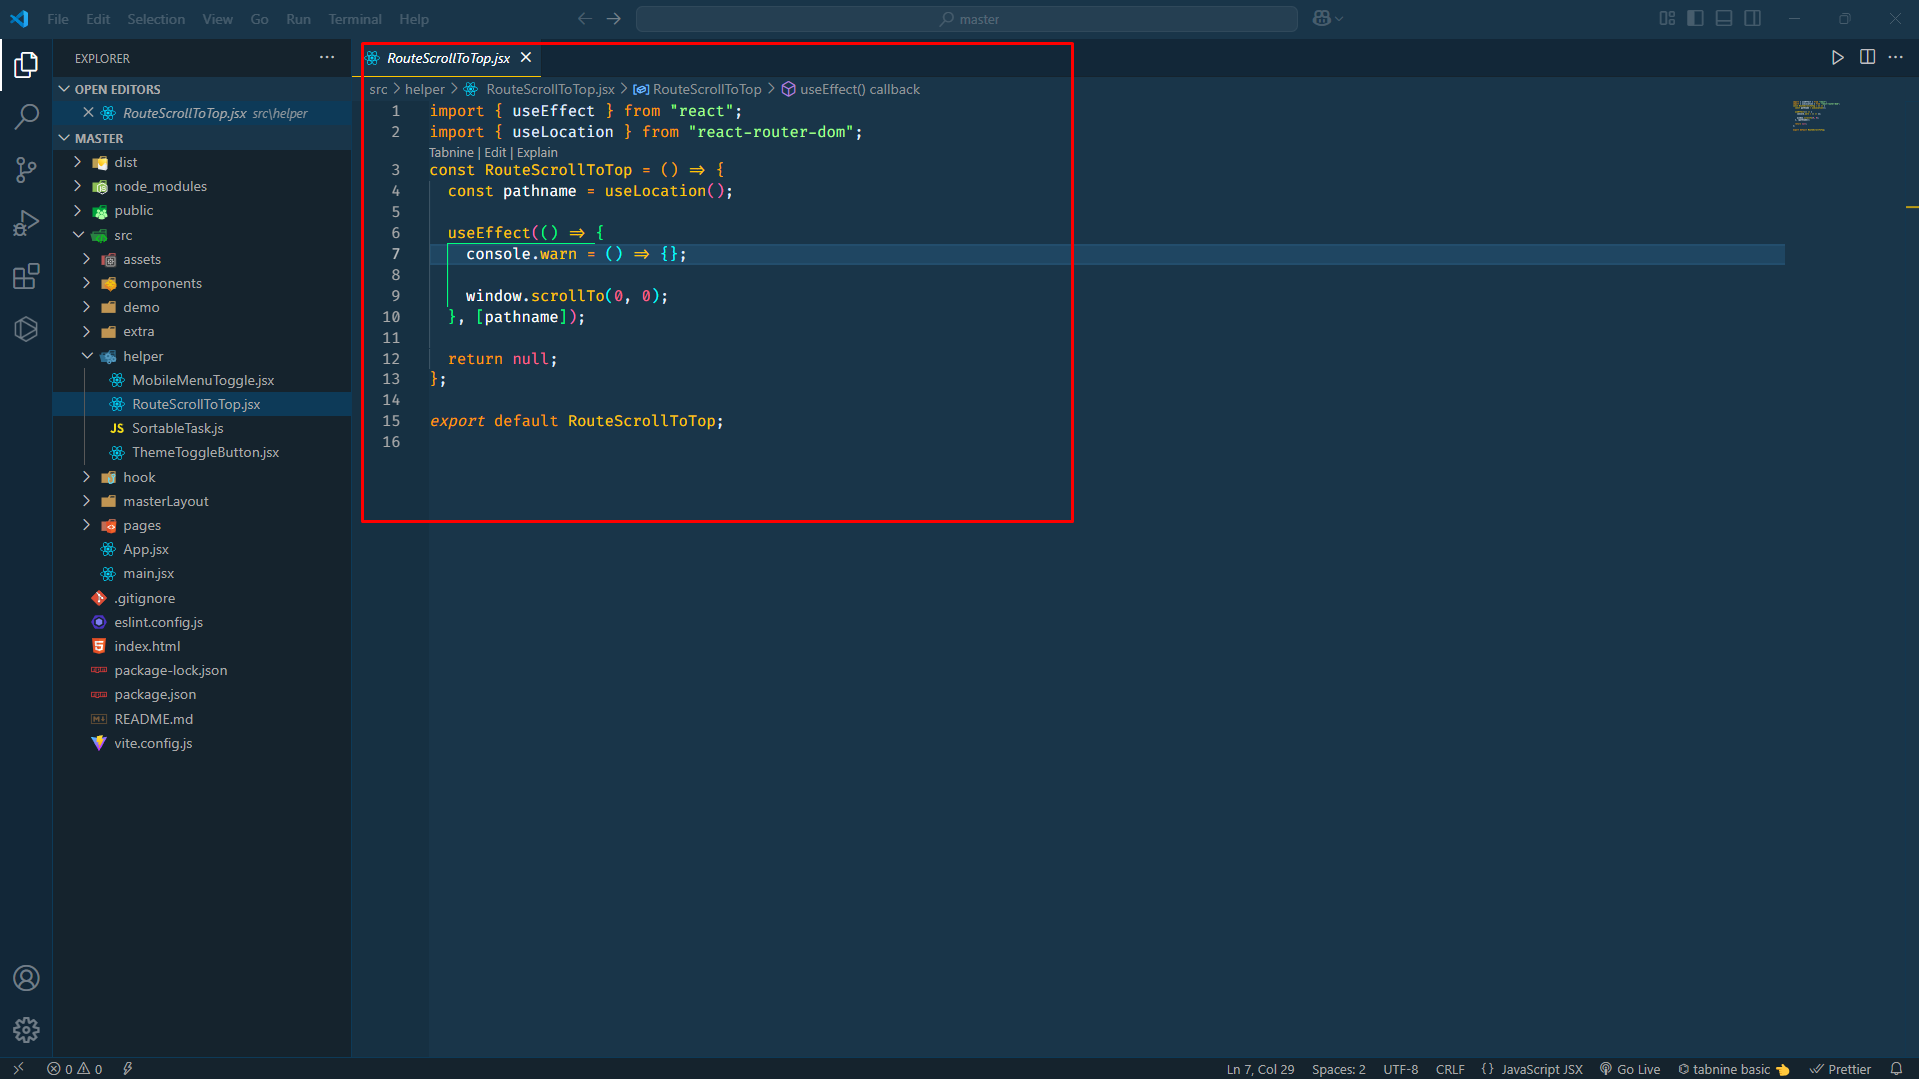 File Edit Selection View Go Run Terminal Help
master
EXPLORER
OPEN EDITORS
RouteScrollToTop.jsx src\helper
MASTER
dist
node_modules
public
src
assets
components
demo
extra
helper
MobileMenuToggle.jsx
RouteScrollToTop.jsx
JS SortableTask.js
ThemeToggleButton.jsx
hook
masterLayout
pages
App.jsx
main.jsx
.gitignore
eslint.config.js
index.html
package-lock.json
package.json
README.md
vite.config.js
RouteScrollToTop.jsx
src > helper > RouteScrollToTop.jsx > RouteScrollToTop > useEffect() callback
1 import { useEffect } from "react";
2 import { useLocation } from "react-router-dom";
Tabnine | Edit | Explain
3 const RouteScrollToTop = () => {
4 const pathname = useLocation();
5
6 useEffect(() => {
7 console.warn = () => {};
8
9 window.scrollTo(0, 0);
10 }, [pathname]);
11
12 return null;
13 };
14
15 export default RouteScrollToTop;
16
0 0
Ln 7, Col 29 Spaces: 2 UTF-8 CRLF {} JavaScript JSX Go Live tabnine basic Prettier